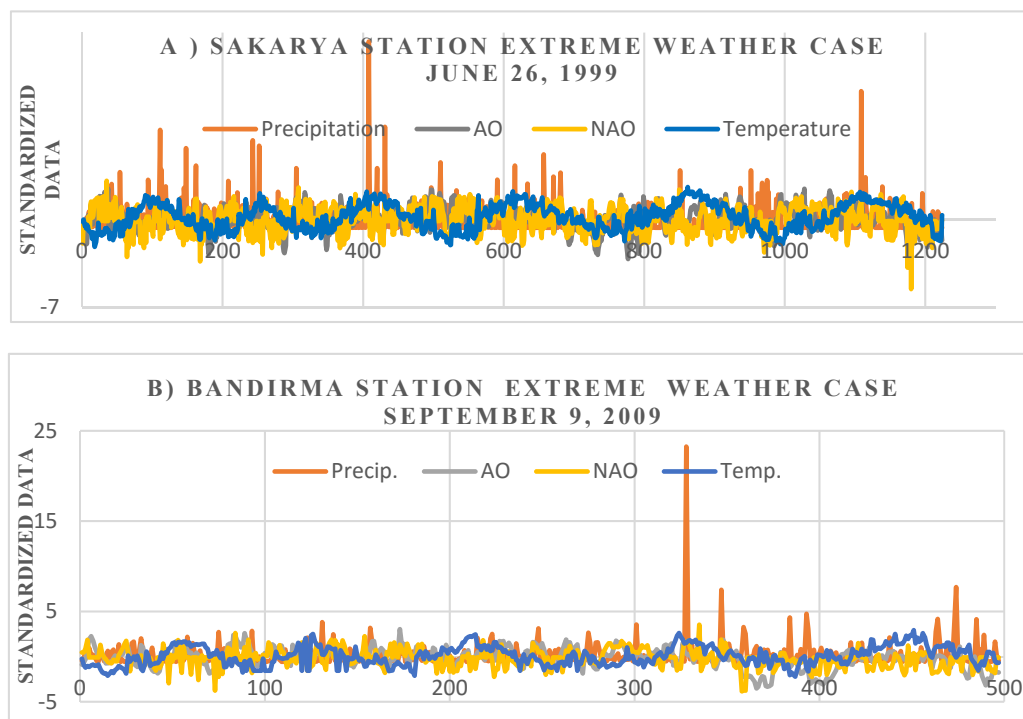 A ) SAKARYA STATION EXTREME WEATHER CASE
JUNE 26, 1999
STANDARDIZED
DATA
Precipitation AO NAO Temperature
0 200 400 600 800 1000 1200
-7
B) BANDIRMA STATION EXTREME WEATHER CASE
SEPTEMBER 9, 2009
STANDARDIZED DATA
25
Precip. AO NAO Temp.
15
5
-5
0 100 200 300 400 500